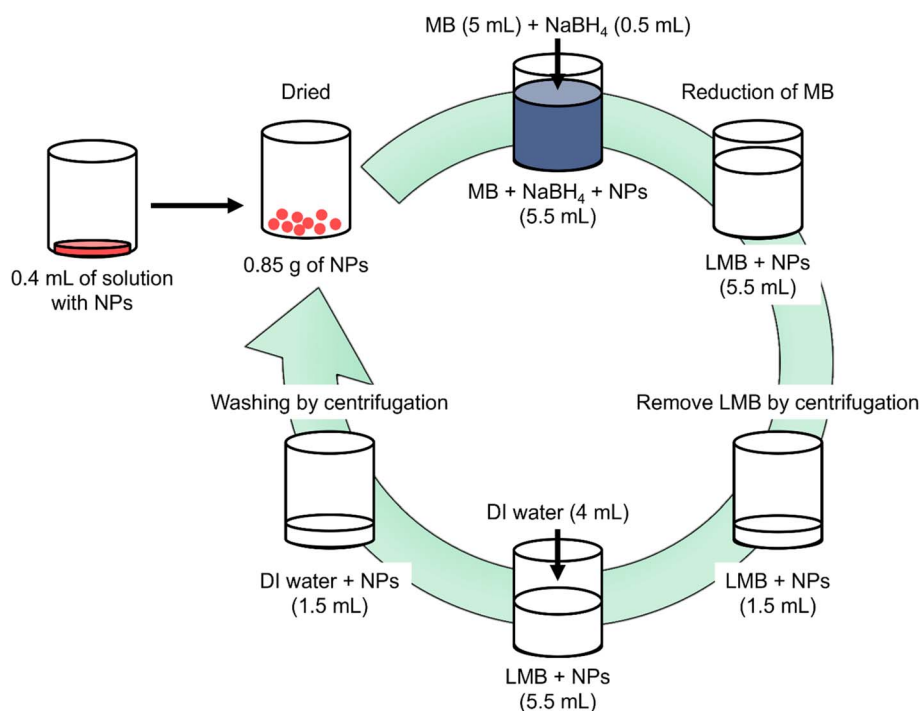 MB (5 mL) + NaBH₄ (0.5 mL)
Dried
Reduction of MB
MB + NaBH₄ + NPs
(5.5 mL)
0.4 mL of solution
with NPs
0.85 g of NPs
LMB + NPs
(5.5 mL)
Washing by centrifugation
Remove LMB by centrifugation
DI water (4 mL)
DI water + NPs
(1.5 mL)
LMB + NPs
(1.5 mL)
LMB + NPs
(5.5 mL)